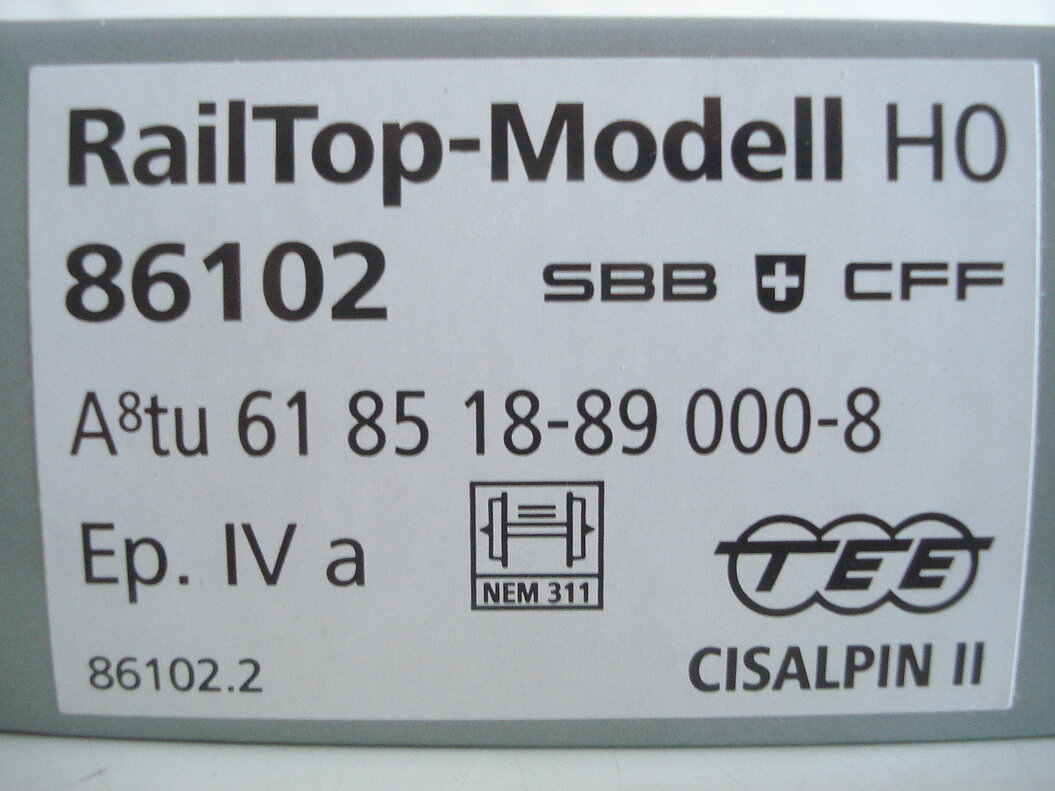 RailTop-Modell H0
86102 SBB CFF
A⁸tu 61 85 18-89 000-8
Ep. IV a
NEM 311
TEE
86102.2
CISALPIN II